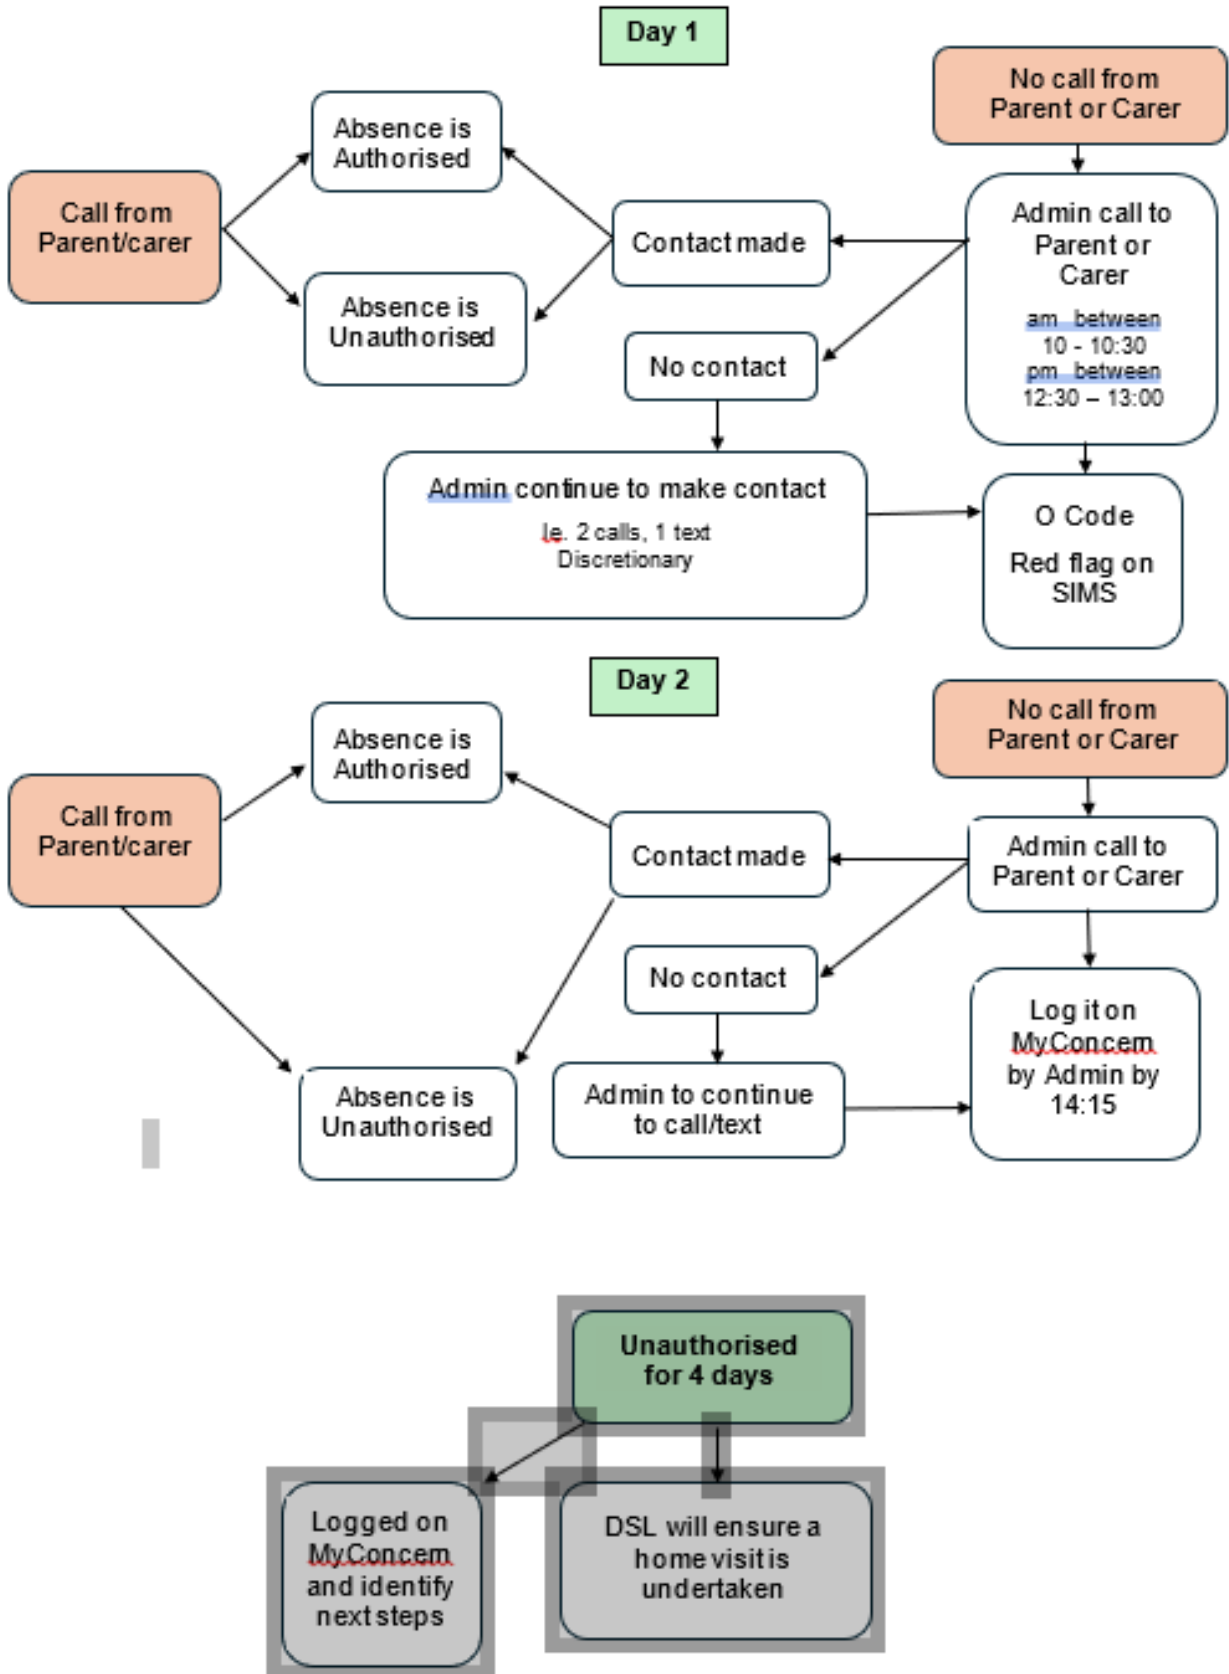 Day 1
No call from
Parent or Carer
Absence is
Authorised
Call from
Parent/carer
Contact made
Admin call to
Parent or
Carer
am between
10 - 10:30
pm between
12:30 – 13:00
Absence is
Unauthorised
No contact
Admin continue to make contact
Ie. 2 calls, 1 text
Discretionary
O Code
Red flag on
SIMS
Day 2
No call from
Parent or Carer
Absence is
Authorised
Call from
Parent/carer
Contact made
Admin call to
Parent or Carer
No contact
Log it on
MyConcern
by Admin by
14:15
Absence is
Unauthorised
Admin to continue
to call/text
Unauthorised
for 4 days
Logged on
MyConcern
and identify
next steps
DSL will ensure a
home visit is
undertaken